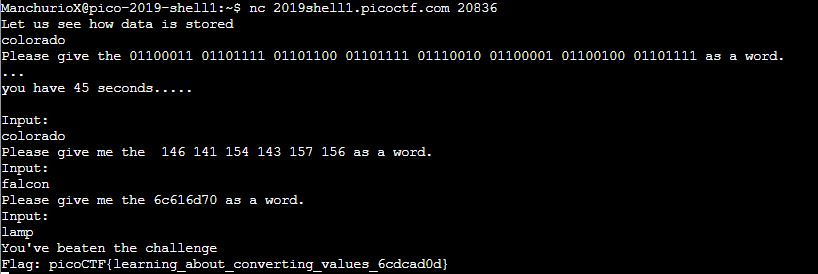 ManchurioX@pico-2019-shell1:~$ nc 2019shell1.picoctf.com 20836
Let us see how data is stored
colorado
Please give the 01100011 01101111 01101100 01101111 01110010 01100001 01100100 01101111 as a word.
...
you have 45 seconds.....
Input:
colorado
Please give me the  146 141 154 143 157 156 as a word.
Input:
falcon
Please give me the 6c616d70 as a word.
Input:
lamp
You've beaten the challenge
Flag: picoCTF{learning_about_converting_values_6cdcad0d}